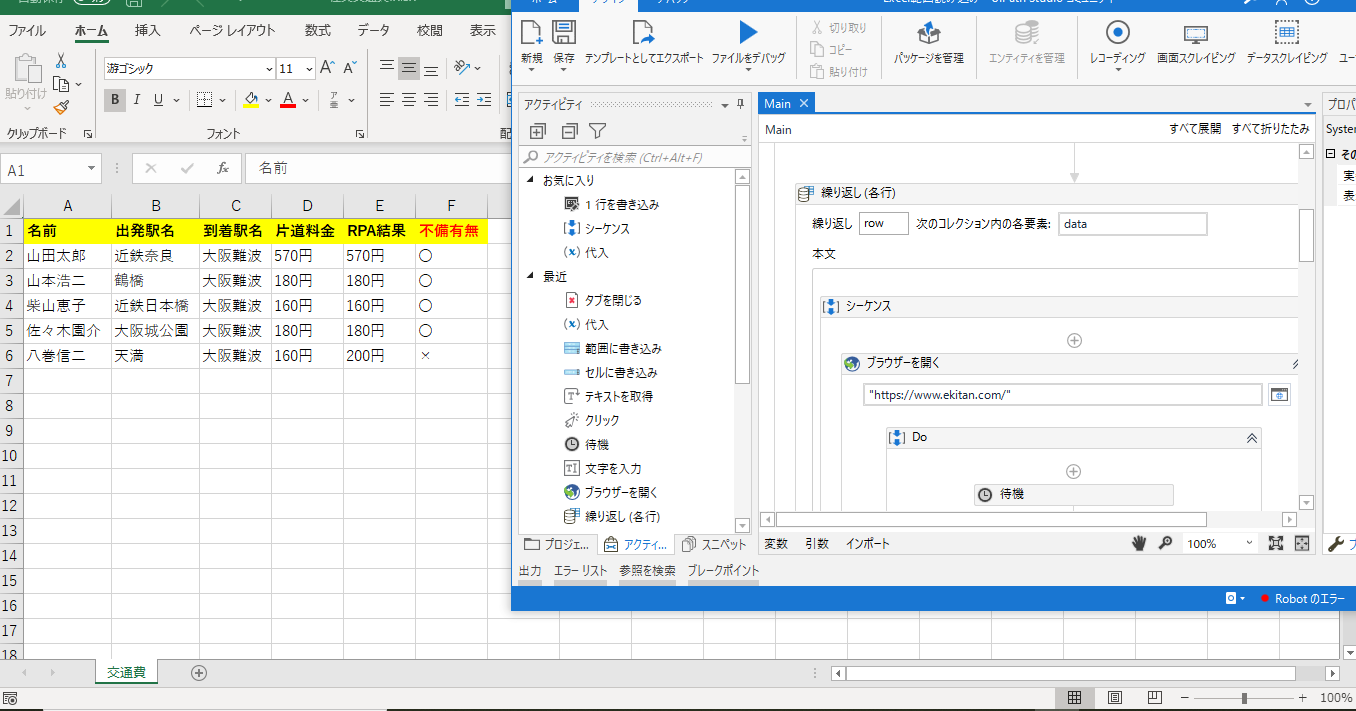 ファイル ホーム 挿入 ページ レイアウト 数式 データ 校閲 表示
貼り付け
游ゴシック 11
B I U
クリップボード フォント 配
A1 fx 名前
A B C D E F
1 名前 出発駅名 到着駅名 片道料金 RPA結果 不備有無
2 山田太郎 近鉄奈良 大阪難波 570円 570円 〇
3 山本浩二 鶴橋 大阪難波 180円 180円 〇
4 柴山恵子 近鉄日本橋 大阪難波 160円 160円 〇
5 佐々木園介 大阪城公園 大阪難波 180円 180円 〇
6 八巻信二 天満 大阪難波 160円 200円 ×
7
8
9
10
11
12
13
14
15
16
17
18
交通費
100%
新規 保存 テンプレートとしてエクスポート ファイルをデバッグ
切り取り
コピー
貼り付け
パッケージを管理 エンティティを管理 レコーディング 画面スクレイピング データスクレイピング ユー
アクティビティ
アクティビティを検索 (Ctrl+Alt+F)
お気に入り
1 行を書き込み
シーケンス
代入
最近
タブを閉じる
代入
範囲に書き込み
セルに書き込み
テキストを取得
クリック
待機
文字を入力
ブラウザーを開く
繰り返し (各行)
プロジェ... アクティ... スニペット
Main
Main すべて展開 すべて折りたたみ
繰り返し (各行)
繰り返し row 次のコレクション内の各要素: data
本文
シーケンス
ブラウザーを開く
"https://www.ekitan.com/"
Do
待機
変数 引数 インポート 100%
出力 エラー リスト 参照を検索 ブレークポイント
プロパ
System
その
実
表
Robot のエラー